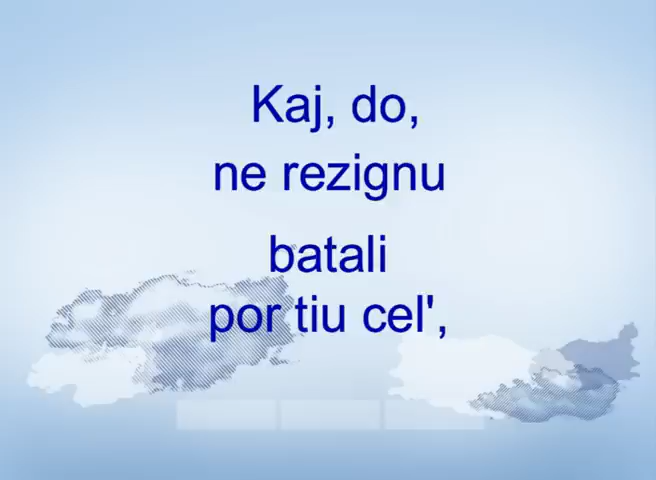 Kaj, do,
ne rezignu
batali
por tiu cel',